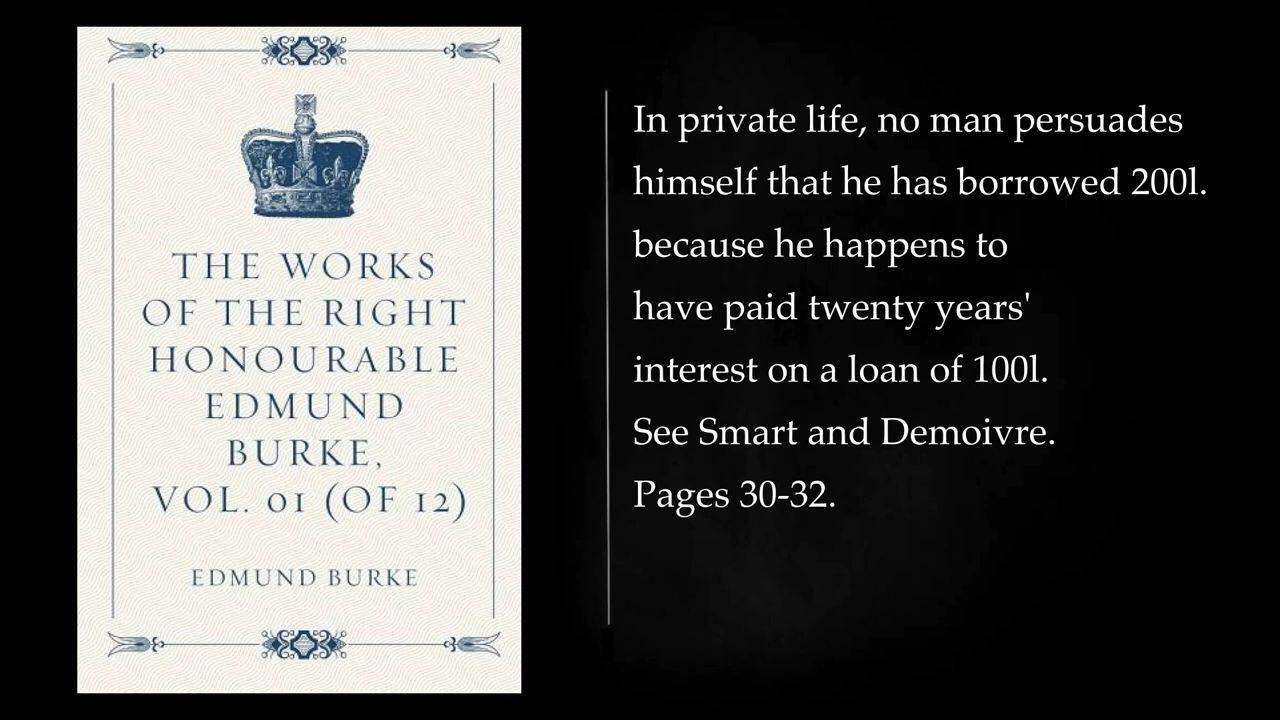 THE WORKS
OF THE RIGHT
HONOURABLE
EDMUND
BURKE,
VOL. 01 (OF 12)
EDMUND BURKE
In private life, no man persuades
himself that he has borrowed 200l.
because he happens to
have paid twenty years'
interest on a loan of 100l.
See Smart and Demoivre.
Pages 30-32.